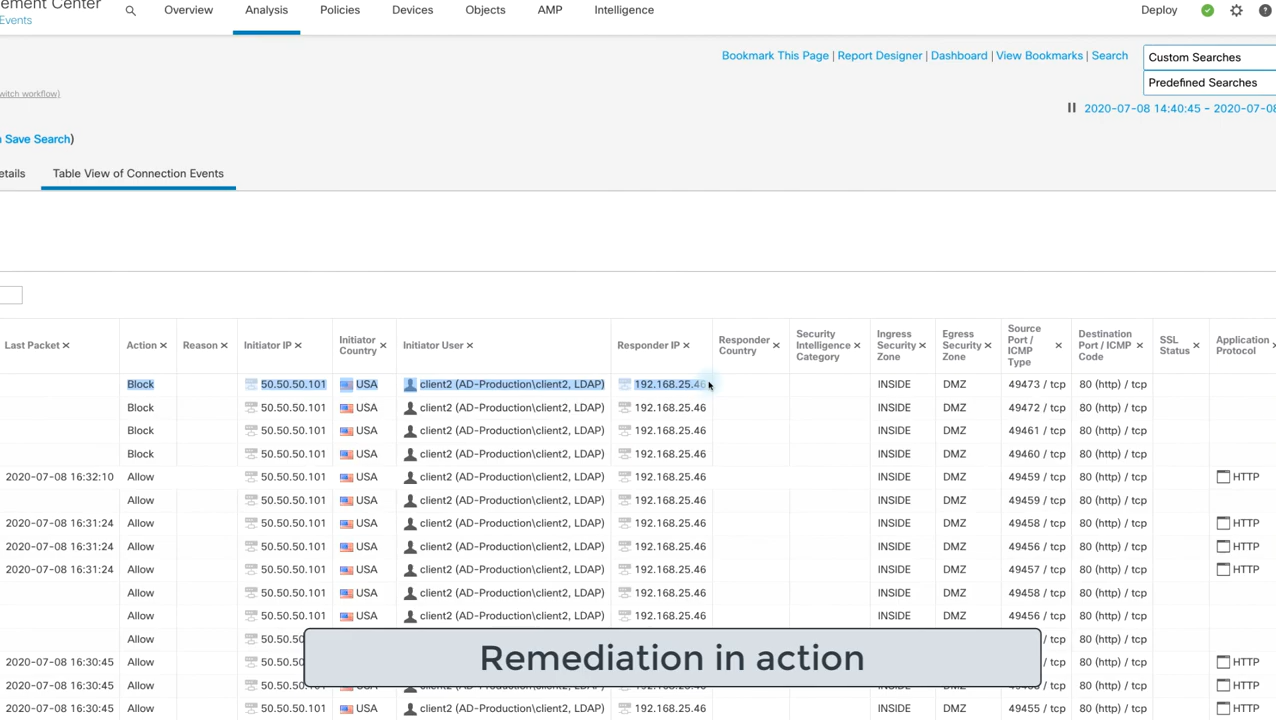 ement Center
Events
Overview Analysis Policies Devices Objects AMP Intelligence Deploy
Bookmark This Page | Report Designer | Dashboard | View Bookmarks | Search
Custom Searches
Predefined Searches
witch workflow)
2020-07-08 14:40:45 - 2020-07-08
Save Search)
etails Table View of Connection Events
Last Packet Action Reason Initiator IP Initiator Country Initiator User Responder IP Responder Country Security Intelligence Category Ingress Security Zone Egress Security Zone Source Port / ICMP Type Destination Port / ICMP Code SSL Status Application Protocol
Block 50.50.50.101 USA client2 (AD-Production\client2, LDAP) 192.168.25.46 INSIDE DMZ 49473 / tcp 80 (http) / tcp
Block 50.50.50.101 USA client2 (AD-Production\client2, LDAP) 192.168.25.46 INSIDE DMZ 49472 / tcp 80 (http) / tcp
Block 50.50.50.101 USA client2 (AD-Production\client2, LDAP) 192.168.25.46 INSIDE DMZ 49461 / tcp 80 (http) / tcp
Block 50.50.50.101 USA client2 (AD-Production\client2, LDAP) 192.168.25.46 INSIDE DMZ 49460 / tcp 80 (http) / tcp
2020-07-08 16:32:10 Allow 50.50.50.101 USA client2 (AD-Production\client2, LDAP) 192.168.25.46 INSIDE DMZ 49459 / tcp 80 (http) / tcp HTTP
Allow 50.50.50.101 USA client2 (AD-Production\client2, LDAP) 192.168.25.46 INSIDE DMZ 49459 / tcp 80 (http) / tcp
2020-07-08 16:31:24 Allow 50.50.50.101 USA client2 (AD-Production\client2, LDAP) 192.168.25.46 INSIDE DMZ 49458 / tcp 80 (http) / tcp HTTP
2020-07-08 16:31:24 Allow 50.50.50.101 USA client2 (AD-Production\client2, LDAP) 192.168.25.46 INSIDE DMZ 49456 / tcp 80 (http) / tcp HTTP
2020-07-08 16:31:24 Allow 50.50.50.101 USA client2 (AD-Production\client2, LDAP) 192.168.25.46 INSIDE DMZ 49457 / tcp 80 (http) / tcp HTTP
Allow 50.50.50.101 USA client2 (AD-Production\client2, LDAP) 192.168.25.46 INSIDE DMZ 49458 / tcp 80 (http) / tcp
Allow 50.50.50.101 USA client2 (AD-Production\client2, LDAP) 192.168.25.46 INSIDE DMZ 49456 / tcp 80 (http) / tcp
Allow 50.50.50 / tcp 80 (http) / tcp
2020-07-08 16:30:45 Allow 50.50.50 / tcp 80 (http) / tcp HTTP
2020-07-08 16:30:45 Allow 50.50.50 / tcp 80 (http) / tcp HTTP
2020-07-08 16:30:45 Allow 50.50.50.101 USA client2 (AD-Production\client2, LDAP) 192.168.25.46 INSIDE DMZ 49455 / tcp 80 (http) / tcp HTTP
Remediation in action